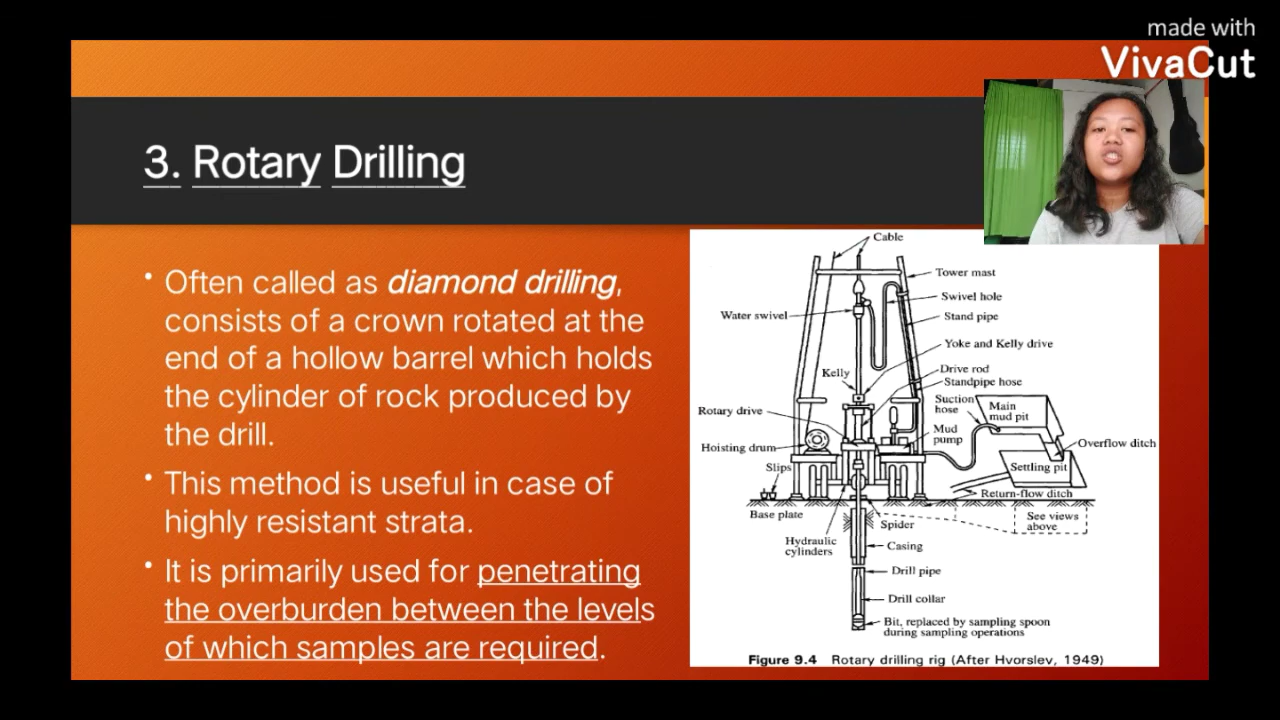 made with
VivaCut
3. Rotary Drilling
• Often called as diamond drilling,
consists of a crown rotated at the
end of a hollow barrel which holds
the cylinder of rock produced by
the drill.
• This method is useful in case of
highly resistant strata.
• It is primarily used for penetrating
the overburden between the levels
of which samples are required.
Cable
Tower mast
Swivel hole
Water swivel
Stand pipe
Yoke and Kelly drive
Kelly
Drive rod
Standpipe hose
Suction
hose
Main
mud pit
Rotary drive
Mud
pump
Overflow ditch
Hoisting drum
Slips
Settling pit
Return-flow ditch
Base plate
Spider
See views
above
Hydraulic
cylinders
Casing
Drill pipe
Drill collar
Bit, replaced by sampling spoon
during sampling operations
Figure 9.4 Rotary drilling rig (After Hvorslev, 1949)